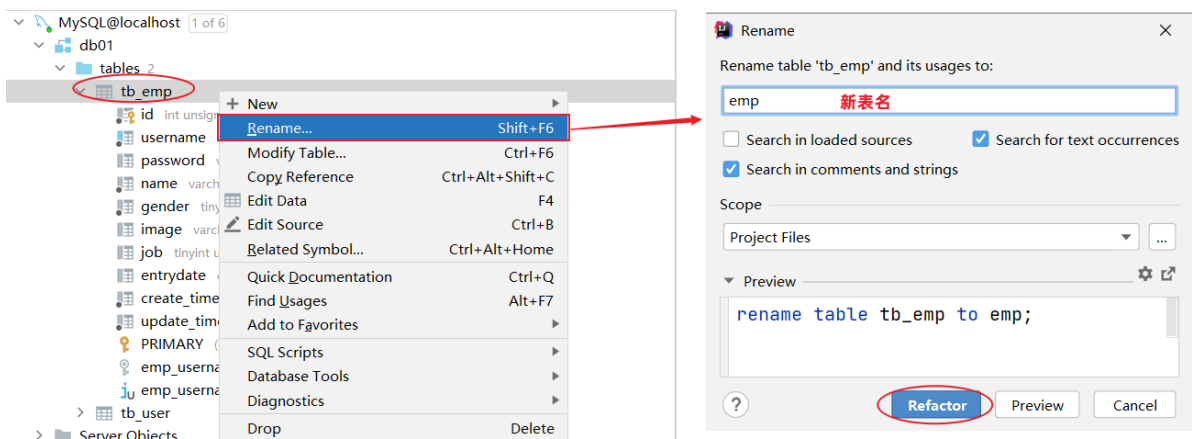 MySQL@localhost 1 of 6
db01
tables 2
tb_emp
id int unsign
username
password
name varch
gender tiny
image varc
job tinyint u
entrydate
create_time
update_time
PRIMARY
emp_userna
emp_userna
tb_user
Server Objects
New
Rename... Shift+F6
Modify Table... Ctrl+F6
Copy Reference Ctrl+Alt+Shift+C
Edit Data F4
Edit Source Ctrl+B
Related Symbol... Ctrl+Alt+Home
Quick Documentation Ctrl+Q
Find Usages Alt+F7
Add to Favorites
SQL Scripts
Database Tools
Diagnostics
Drop Delete
Rename
Rename table 'tb_emp' and its usages to:
emp 新表名
Search in loaded sources Search for text occurrences
Search in comments and strings
Scope
Project Files ...
Preview
rename table tb_emp to emp;
? Refactor Preview Cancel